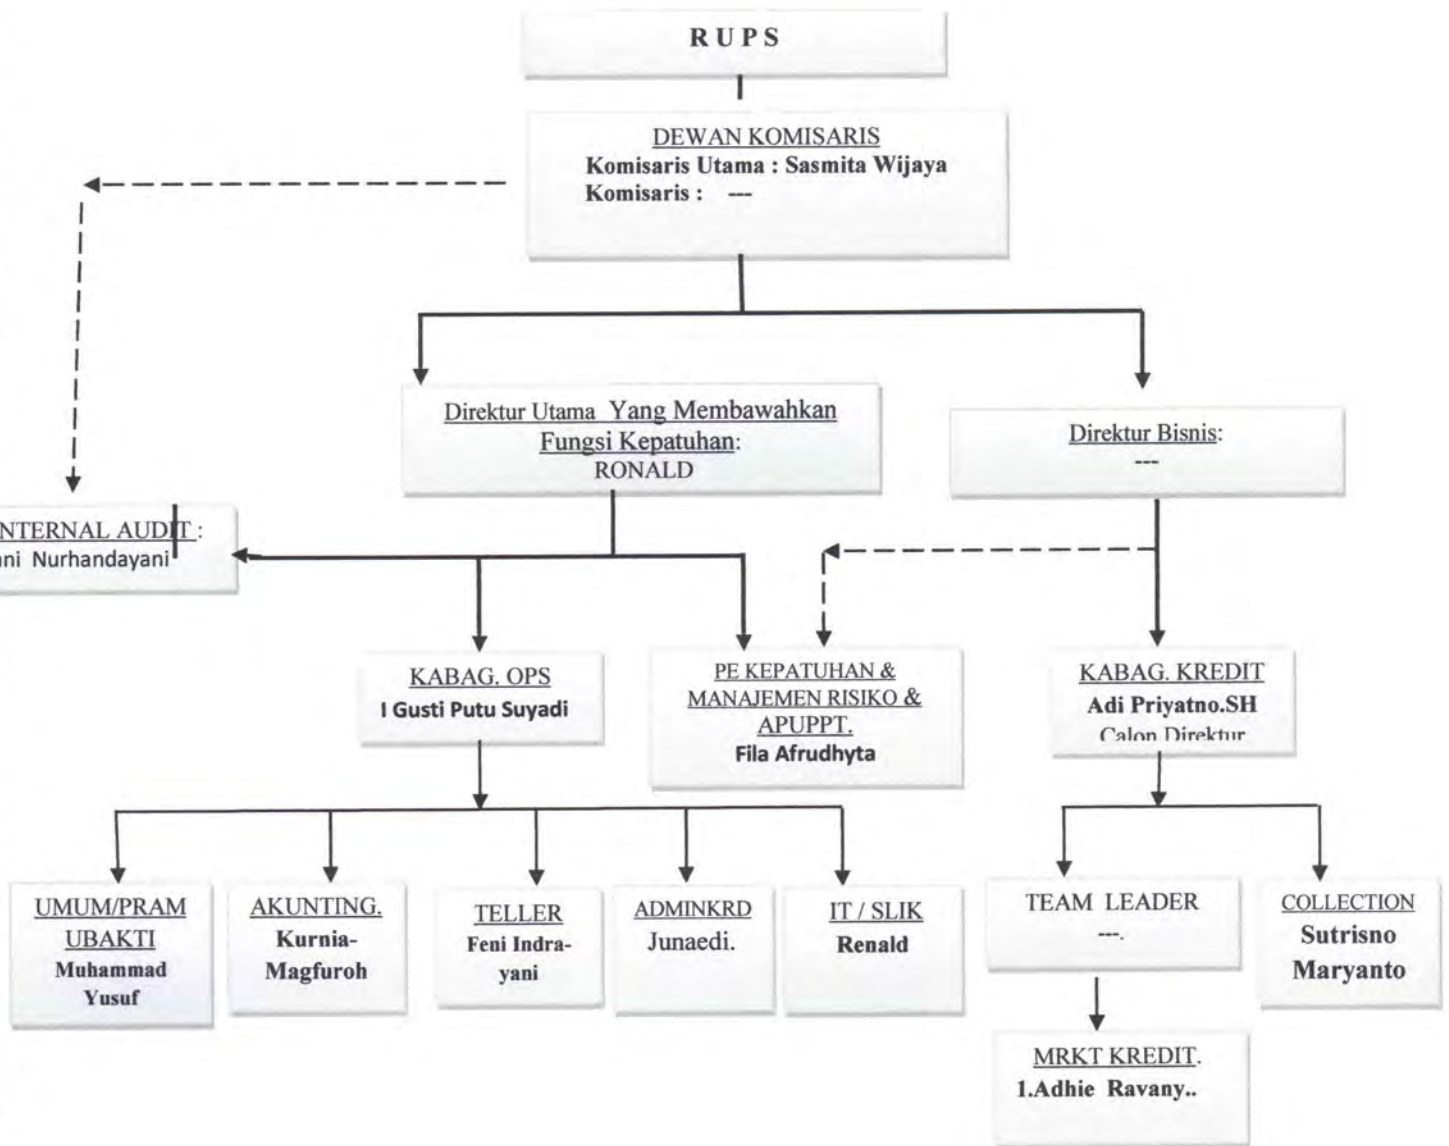 R U P S
DEWAN KOMISARIS
Komisaris Utama : Sasmita Wijaya
Komisaris : ---
Direktur Utama Yang Membawahkan
Fungsi Kepatuhan:
RONALD
Direktur Bisnis:
---
INTERNAL AUDIT :
Nurhandayani
KABAG. OPS
I Gusti Putu Suyadi
PE KEPATUHAN &
MANAJEMEN RISIKO &
APUPPT.
Fila Afrudhyta
KABAG. KREDIT
Adi Priyatno.SH
Calon Direktur
UMUM/PRAM
UBAKTI
Muhammad
Yusuf
AKUNTING.
Kurnia-
Magfuroh
TELLER
Feni Indra-
yani
ADMINKRD
Junaedi.
IT / SLIK
Renald
TEAM LEADER
---.
COLLECTION
Sutrisno
Maryanto
MRKT KREDIT.
1.Adhie Ravany..